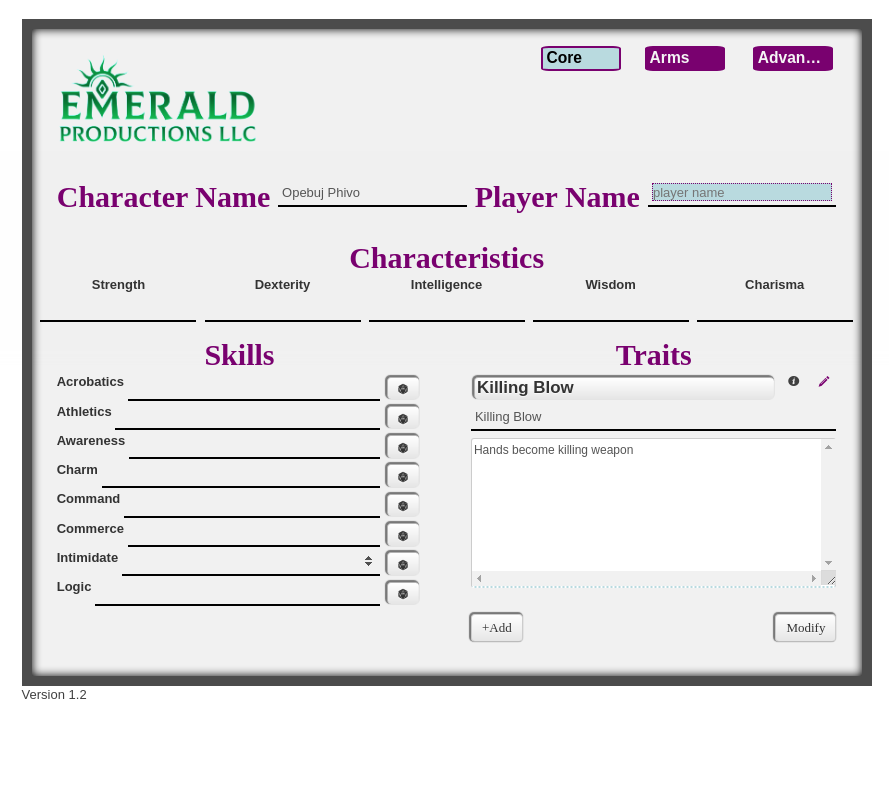 Core Arms Advan…
EMERALD
PRODUCTIONS LLC
Character Name Opebuj Phivo Player Name player name
Characteristics
Strength Dexterity Intelligence Wisdom Charisma
Skills
Acrobatics
Athletics
Awareness
Charm
Command
Commerce
Intimidate
Logic
Traits
Killing Blow
Killing Blow
Hands become killing weapon
+Add Modify
Version 1.2